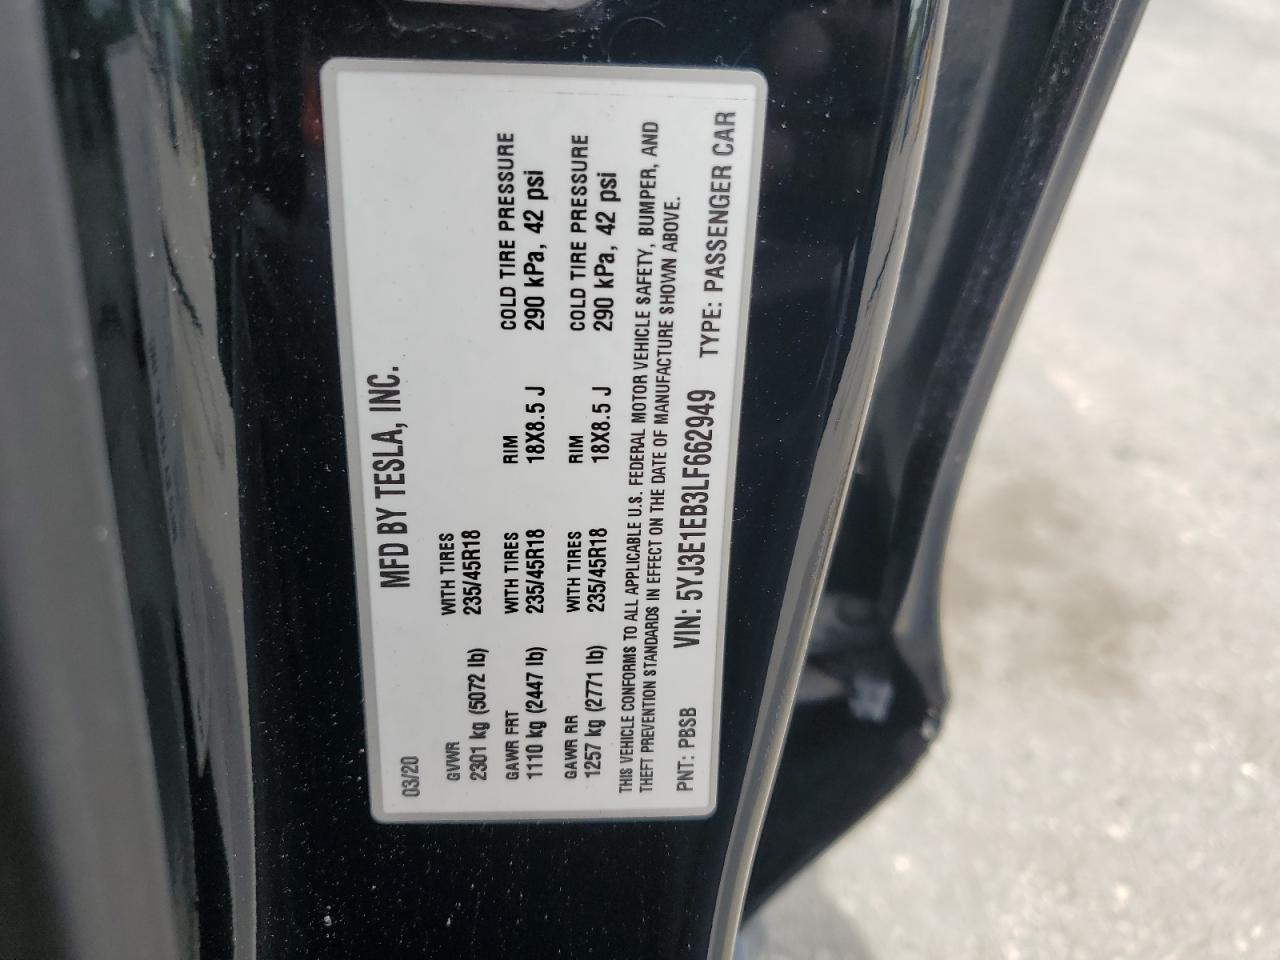 MFD BY TESLA, INC.
03/20
GVWR WITH TIRES
2301 kg (5072 lb) 235/45R18
GAWR FRT WITH TIRES RIM COLD TIRE PRESSURE
1110 kg (2447 lb) 235/45R18 18X8.5 J 290 kPa, 42 psi
GAWR RR WITH TIRES RIM COLD TIRE PRESSURE
1257 kg (2771 lb) 235/45R18 18X8.5 J 290 kPa, 42 psi
THIS VEHICLE CONFORMS TO ALL APPLICABLE U.S. FEDERAL MOTOR VEHICLE SAFETY, BUMPER, AND
THEFT PREVENTION STANDARDS IN EFFECT ON THE DATE OF MANUFACTURE SHOWN ABOVE.
PNT: PBSB VIN: 5YJ3E1EB3LF662949 TYPE: PASSENGER CAR